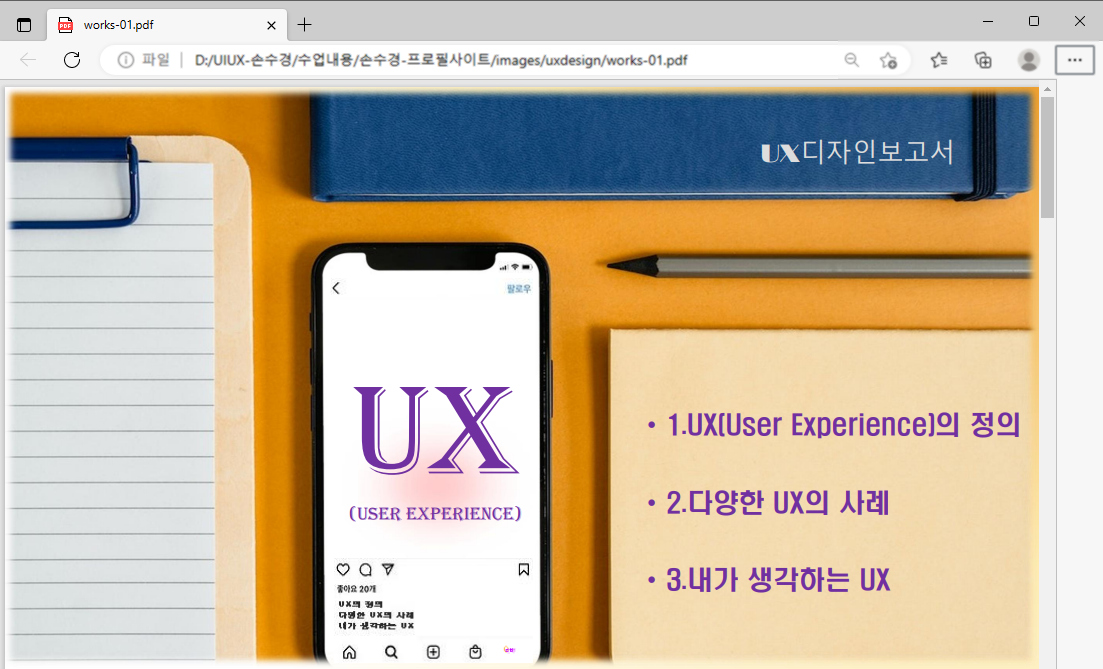 works-01.pdf
파일 | D:/UIUX-손수경/수업내용/손수경-프로필사이트/images/uxdesign/works-01.pdf
UX디자인보고서
팔로우
UX
(USER EXPERIENCE)
좋아요 20개
UX의 정의
다양한 UX의 사례
내가 생각하는 UX
• 1.UX(User Experience)의 정의
• 2.다양한 UX의 사례
• 3.내가 생각하는 UX